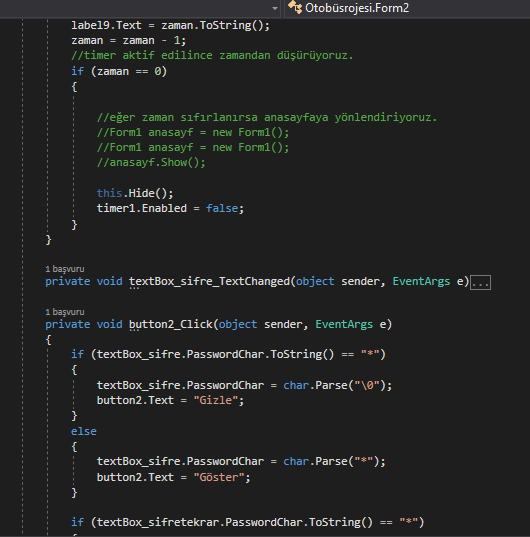 Otobüsrojesi.Form2
label9.Text = zaman.ToString();
zaman = zaman - 1;
//timer aktif edilince zamandan düşürüyoruz.
if (zaman == 0)
{
//eğer zaman sıfırlanırsa anasayfaya yönlendiriyoruz.
//Form1 anasayf = new Form1();
//Form1 anasayf = new Form1();
//anasayf.Show();
this.Hide();
timer1.Enabled = false;
}
}
1 başvuru
private void textBox_sifre_TextChanged(object sender, EventArgs e)...
1 başvuru
private void button2_Click(object sender, EventArgs e)
{
if (textBox_sifre.PasswordChar.ToString() == "*")
{
textBox_sifre.PasswordChar = char.Parse("\0");
button2.Text = "Gizle";
}
else
{
textBox_sifre.PasswordChar = char.Parse("*");
button2.Text = "Göster";
}
if (textBox_sifretekrar.PasswordChar.ToString() == "*")
{